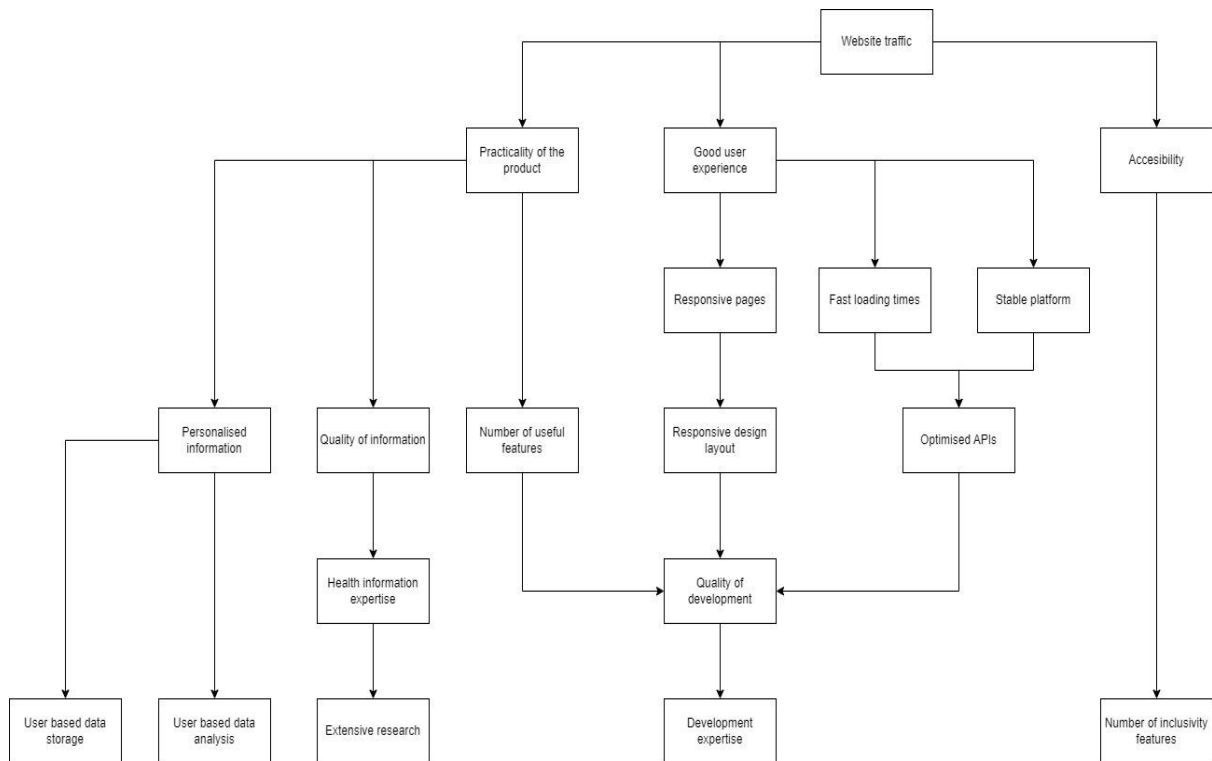 Website traffic
Practicality of the
product
Good user
experience
Accesibility
Responsive pages
Fast loading times
Stable platform
Personalised
information
Quality of information
Number of useful
features
Responsive design
layout
Optimised APIs
Health information
expertise
Quality of
development
User based data
storage
User based data
analysis
Extensive research
Development
expertise
Number of inclusivity
features